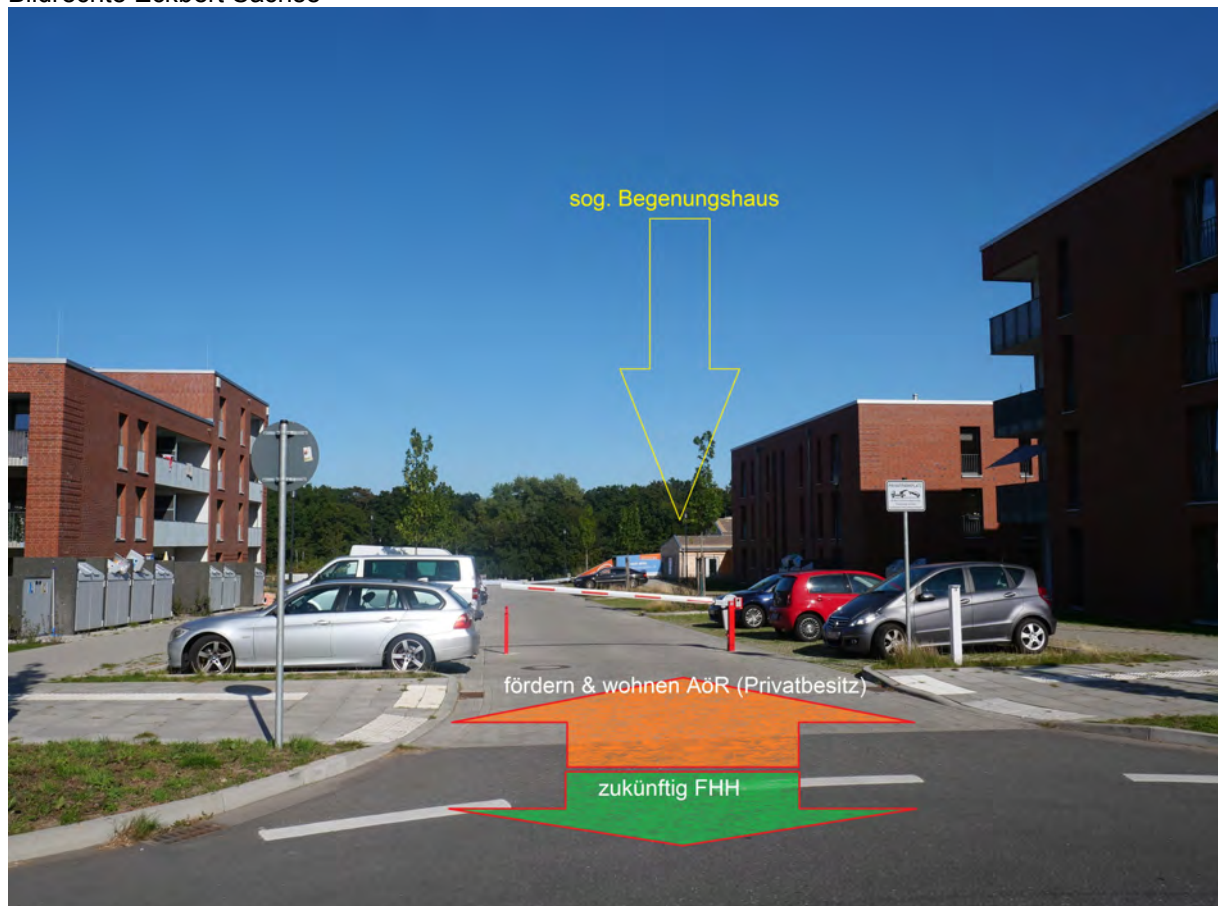 Bildrechte Eckbert Sachse
sog. Begenungshaus
fördern & wohnen AöR (Privatbesitz)
zukünftig FHH